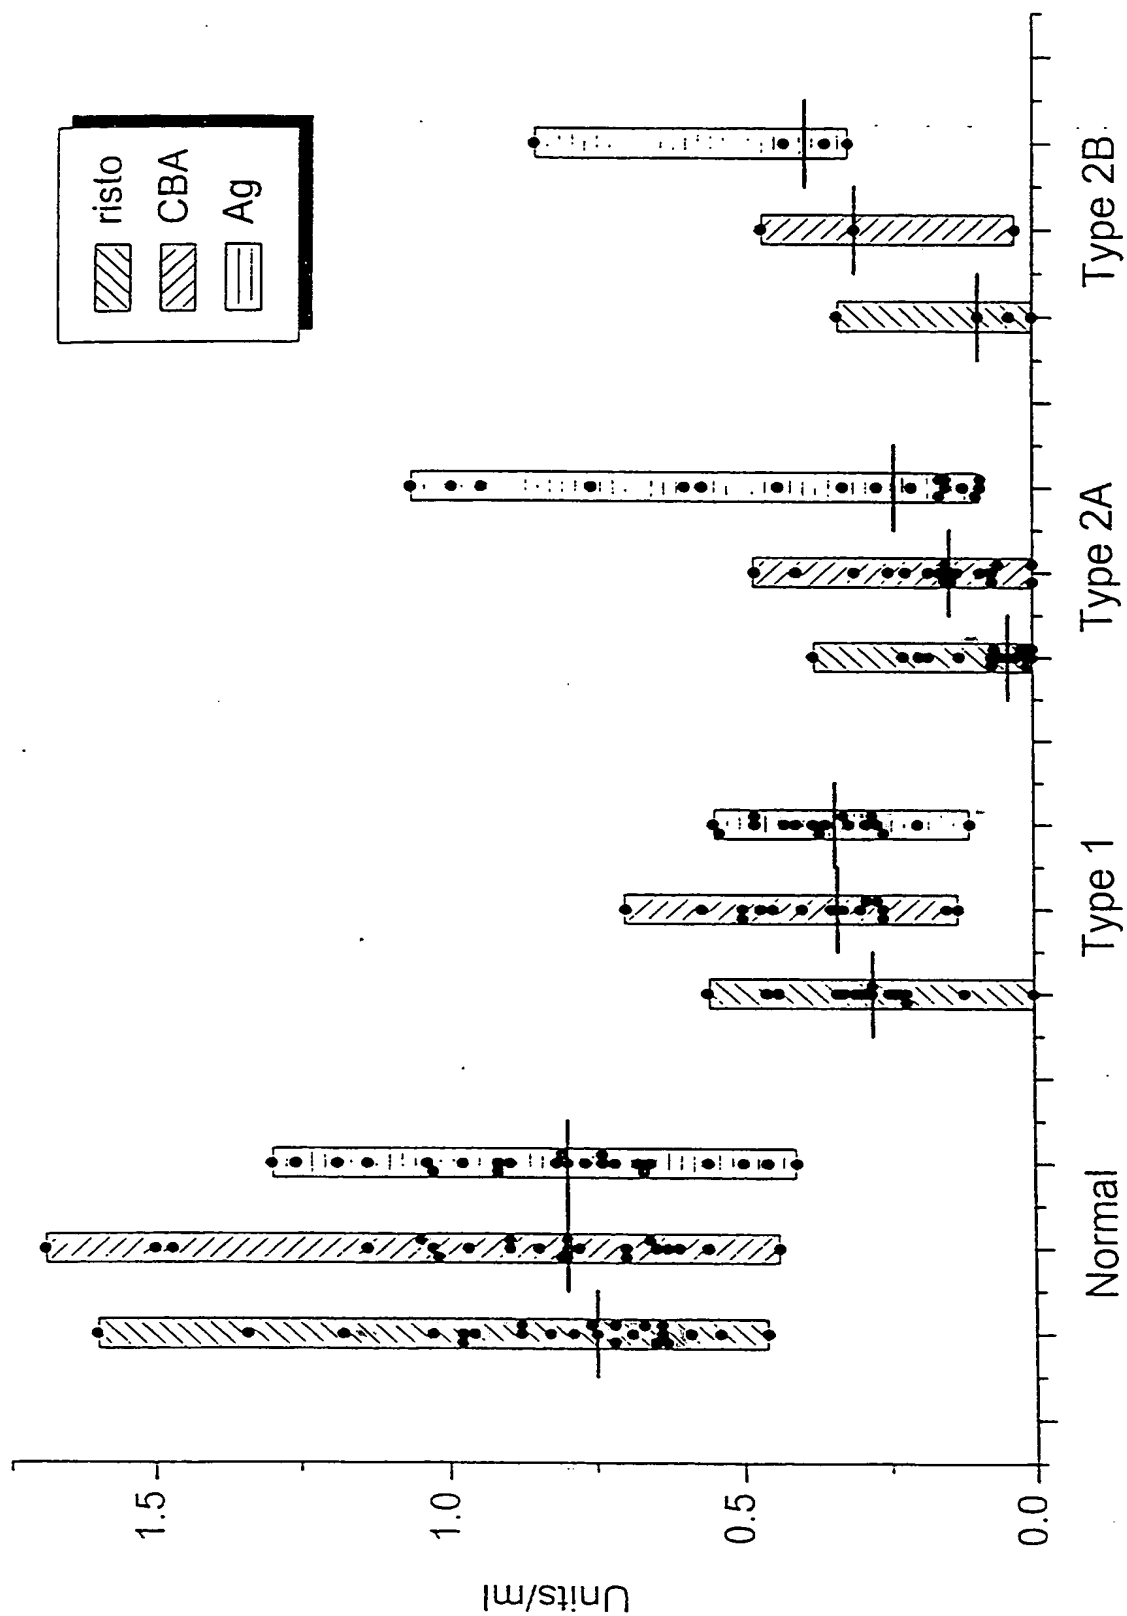 risto
CBA
Ag
Units/ml
1.5
1.0
0.5
0.0
Normal
Type 1
Type 2A
Type 2B